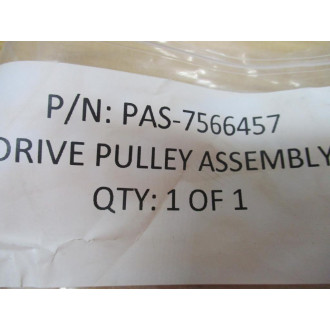 P/N: PAS-7566457
DRIVE PULLEY ASSEMBLY
QTY: 1 OF 1